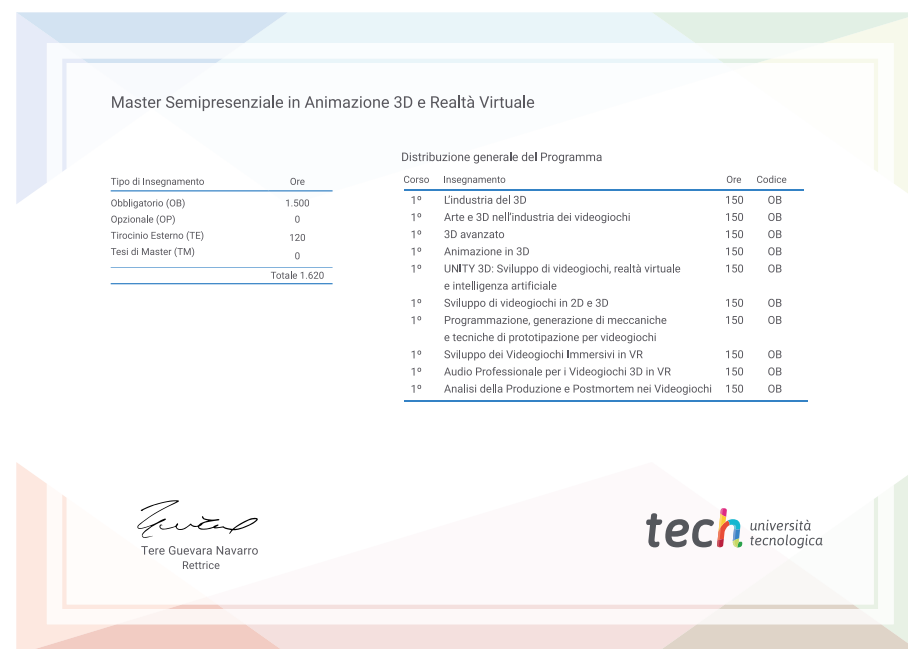 Master Semipresenziale in Animazione 3D e Realtà Virtuale
Tipo di Insegnamento Ore
Obbligatorio (OB) 1.500
Opzionale (OP) 0
Tirocinio Esterno (TE) 120
Tesi di Master (TM) 0
Totale 1.620
Distribuzione generale del Programma
Corso Insegnamento Ore Codice
1º L'industria del 3D 150 OB
1º Arte e 3D nell'industria dei videogiochi 150 OB
1º 3D avanzato 150 OB
1º Animazione in 3D 150 OB
1º UNITY 3D: Sviluppo di videogiochi, realtà virtuale 150 OB
e intelligenza artificiale
1º Sviluppo di videogiochi in 2D e 3D 150 OB
1º Programmazione, generazione di meccaniche 150 OB
e tecniche di prototipazione per videogiochi
1º Sviluppo dei Videogiochi Immersivi in VR 150 OB
1º Audio Professionale per i Videogiochi 3D in VR 150 OB
1º Analisi della Produzione e Postmortem nei Videogiochi 150 OB
Tere Guevara Navarro
Rettrice
tech università
tecnologica